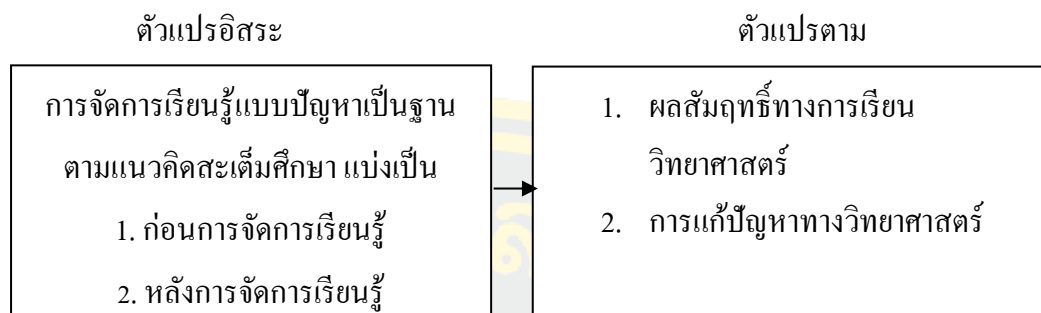 ตัวแปรอิสระ
การจัดการเรียนรู้แบบปัญหาเป็นฐาน
ตามแนวคิดสะเต็มศึกษา แบ่งเป็น
1. ก่อนการจัดการเรียนรู้
2. หลังการจัดการเรียนรู้
ตัวแปรตาม
1. ผลสัมฤทธิ์ทางการเรียน
วิทยาศาสตร์
2. การแก้ปัญหาทางวิทยาศาสตร์